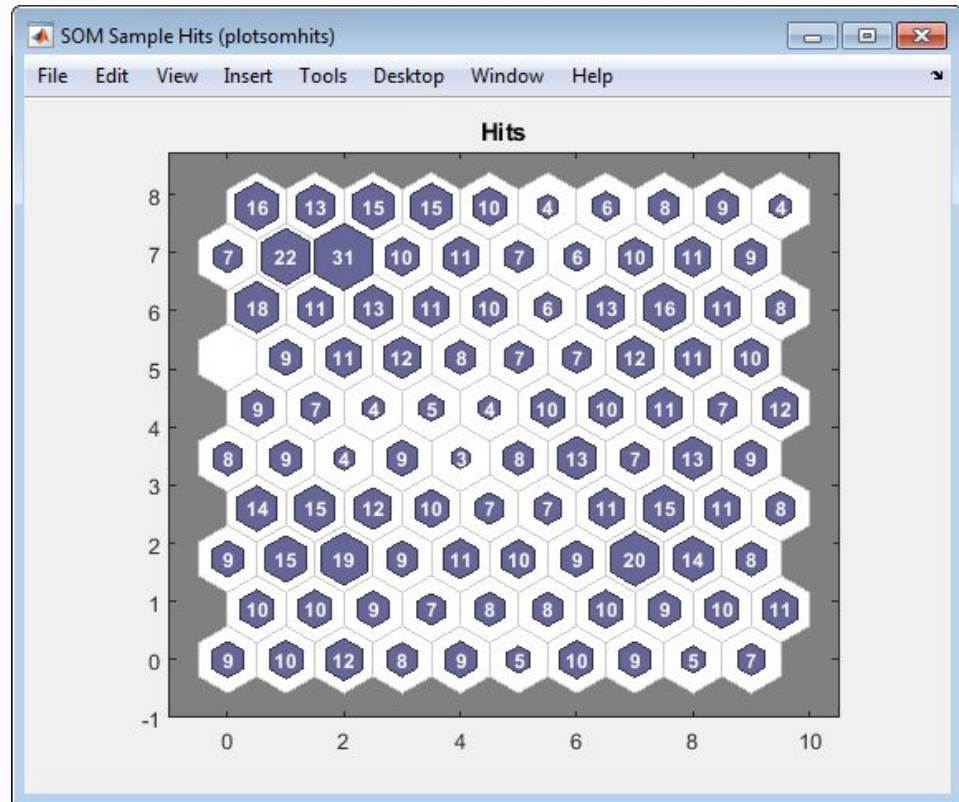 SOM Sample Hits (plotsomhits)
File Edit View Insert Tools Desktop Window Help
Hits
8
16 13 15 15 10 4 6 8 9 4
7
7 22 31 10 11 7 6 10 11 9
6
18 11 13 11 10 6 13 16 11 8
5
9 11 12 8 7 7 12 11 10
4
9 7 4 5 4 10 10 11 7 12
8 9 4 9 3 8 13 7 13 9
3
14 15 12 10 7 7 11 15 11 8
2
9 15 19 9 11 10 9 20 14 8
1
10 10 9 7 8 8 10 9 10 11
0
9 10 12 8 9 5 10 9 5 7
-1
0 2 4 6 8 10